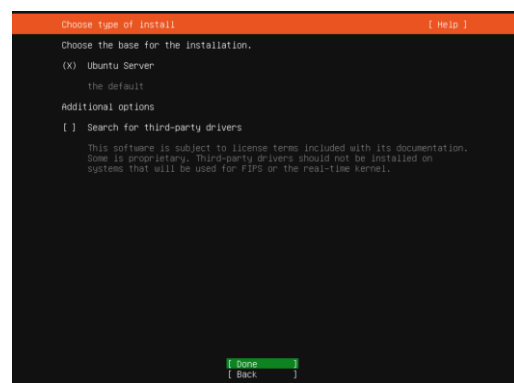 Choose type of install [ Help ]
Choose the base for the installation.
(X) Ubuntu Server
the default
Additional options
[ ] Search for third-party drivers
This software is subject to license terms included with its documentation.
Some is proprietary. Third-party drivers should not be installed on
systems that will be used for FIPS or the real-time kernel.
[ Done ]
[ Back ]